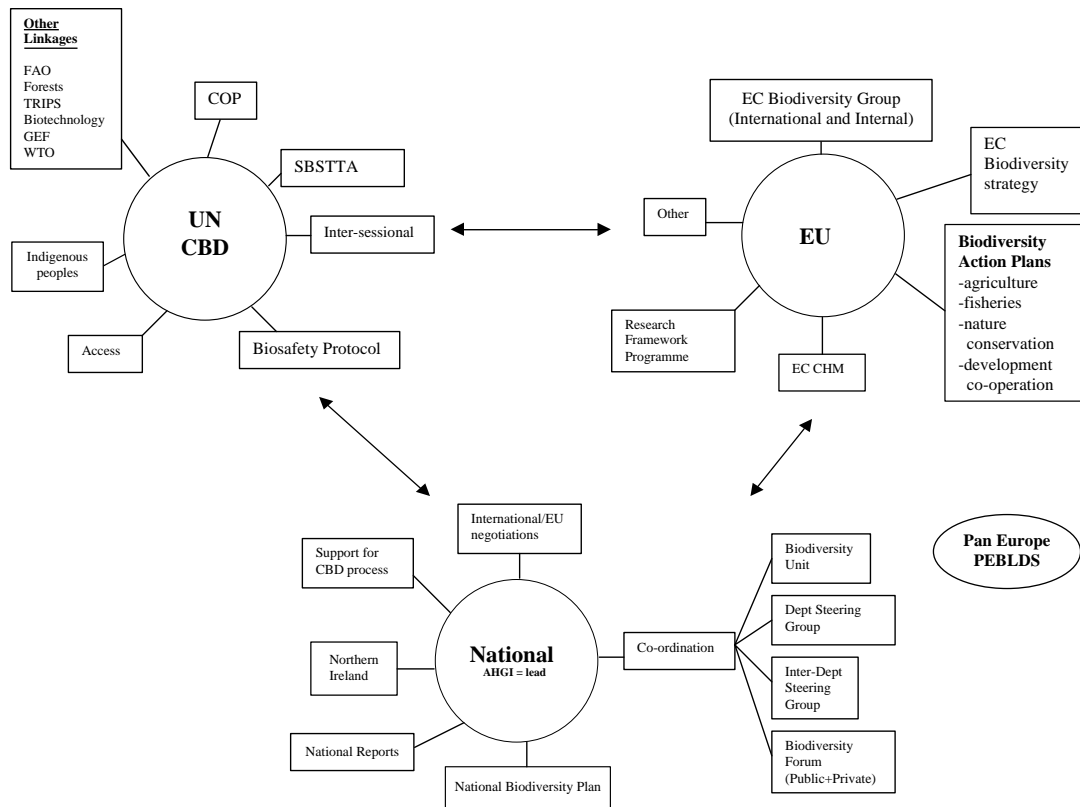 Other
Linkages
FAO
Forests
TRIPS
Biotechnology
GEF
WTO
COP
SBSTTA
UN
CBD
Inter-sessional
Indigenous
peoples
Access
Biosafety Protocol
EC Biodiversity Group
(International and Internal)
EC
Biodiversity
strategy
Other
EU
Biodiversity
Action Plans
-agriculture
-fisheries
-nature
conservation
-development
co-operation
Research
Framework
Programme
EC CHM
International/EU
negotiations
Support for
CBD process
National
AHGI = lead
Northern
Ireland
National Reports
National Biodiversity Plan
Co-ordination
Biodiversity
Unit
Dept Steering
Group
Inter-Dept
Steering
Group
Biodiversity
Forum
(Public+Private)
Pan Europe
PEBLDS